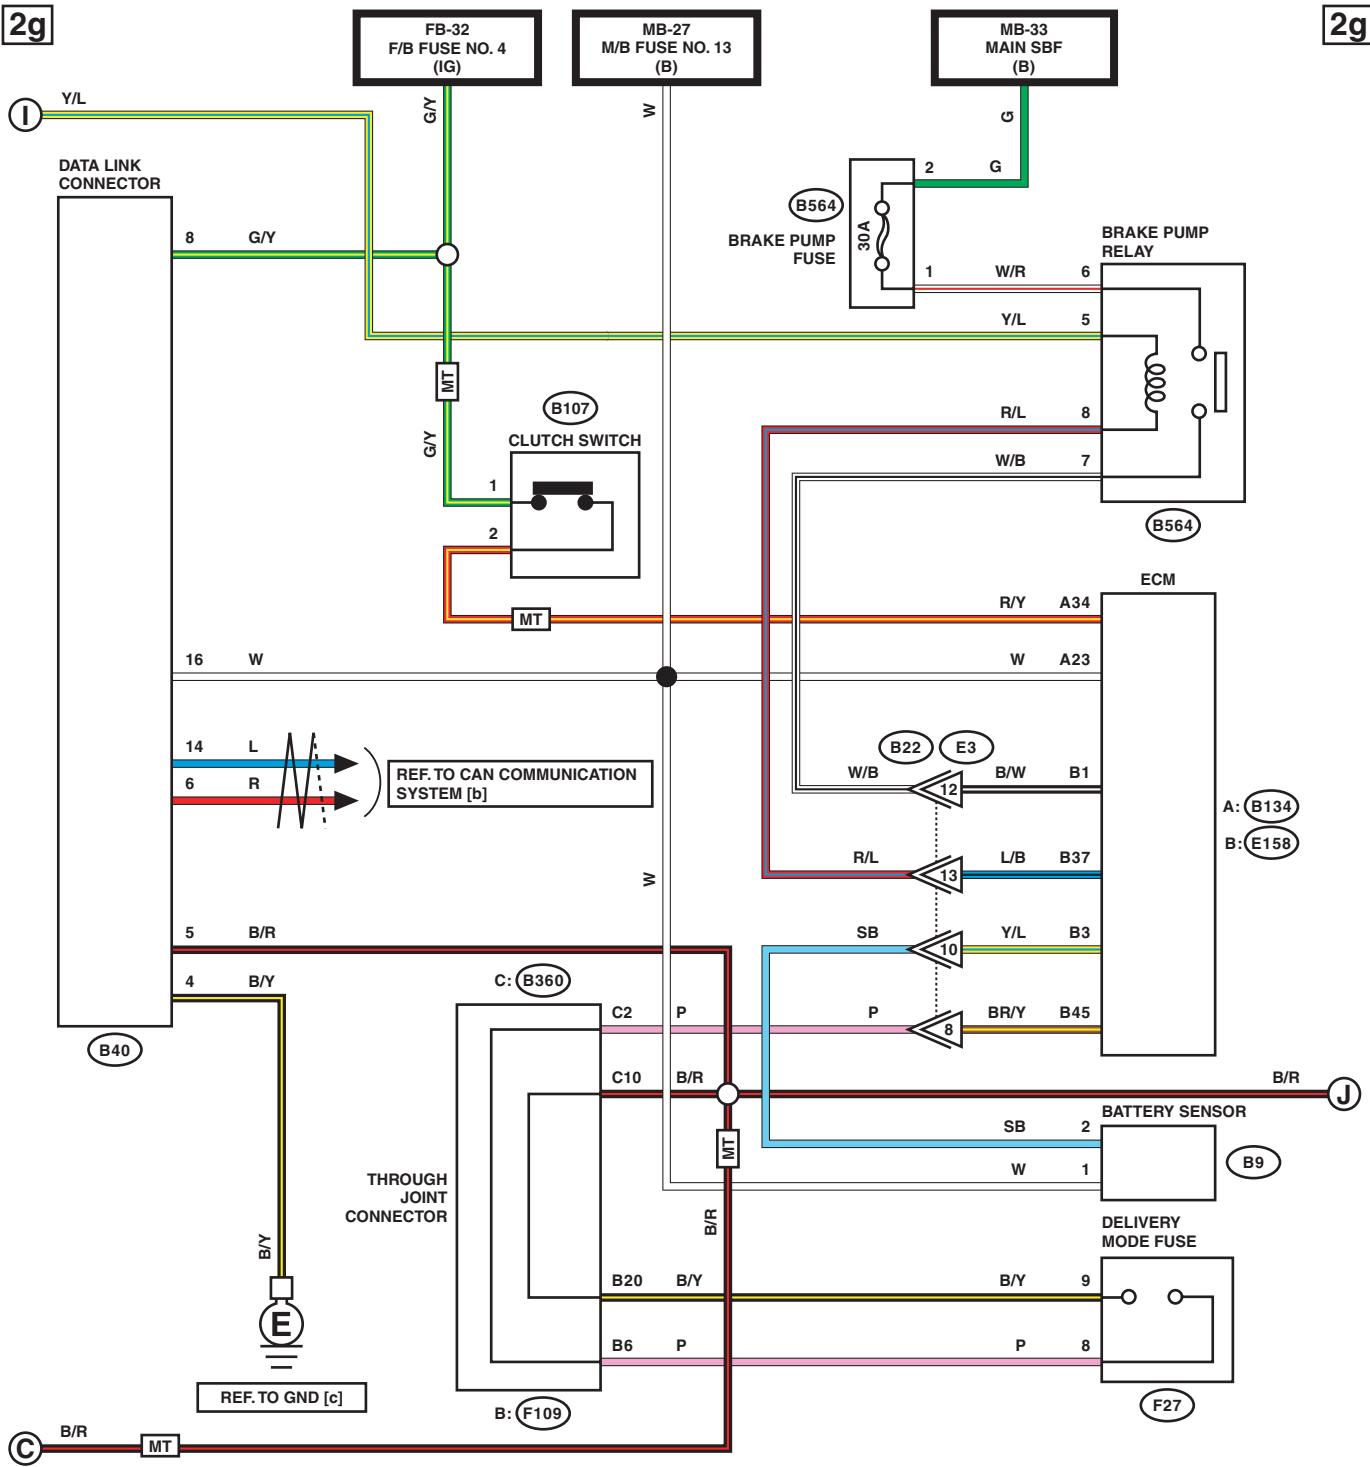 2g
2g
FB-32
F/B FUSE NO. 4
(IG)
MB-27
M/B FUSE NO. 13
(B)
MB-33
MAIN SBF
(B)
I
Y/L
G/Y
W
G
DATA LINK
CONNECTOR
2
G
B564
30A
BRAKE PUMP
FUSE
BRAKE PUMP
RELAY
8
G/Y
1
W/R
6
Y/L
5
MT
B107
R/L
8
G/Y
CLUTCH SWITCH
W/B
7
1
B564
2
ECM
MT
R/Y
A34
16
W
W
A23
14
L
B22
E3
REF. TO CAN COMMUNICATION
SYSTEM [b]
6
R
W/B
12
B/W
B1
A:
B134
B:
E158
W
R/L
13
L/B
B37
5
B/R
SB
10
Y/L
B3
4
B/Y
C:
B360
C2
P
P
8
BR/Y
B45
B40
C10
B/R
B/R
J
BATTERY SENSOR
SB
2
MT
B9
THROUGH
JOINT
CONNECTOR
W
1
B/R
DELIVERY
MODE FUSE
B/Y
B20
B/Y
B/Y
9
E
B6
P
P
8
REF. TO GND [c]
B:
F109
F27
B/R
C
MT